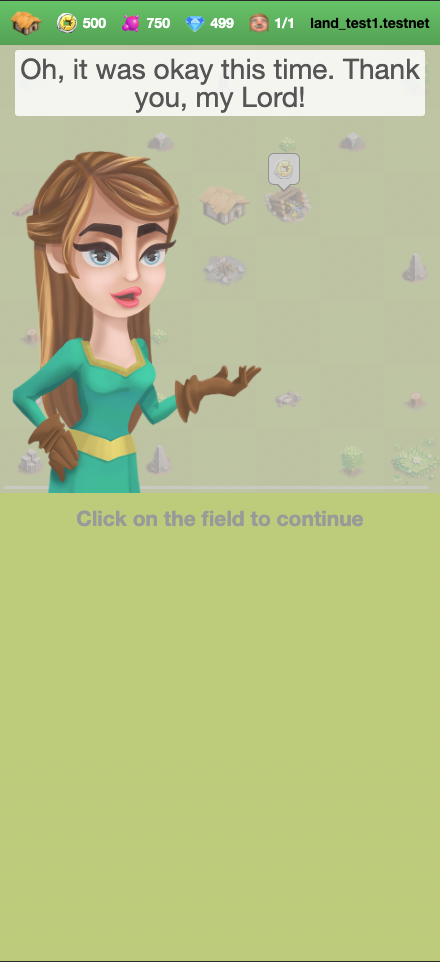 500 750 499 1/1 land_test1.testnet
Oh, it was okay this time. Thank
you, my Lord!
Click on the field to continue